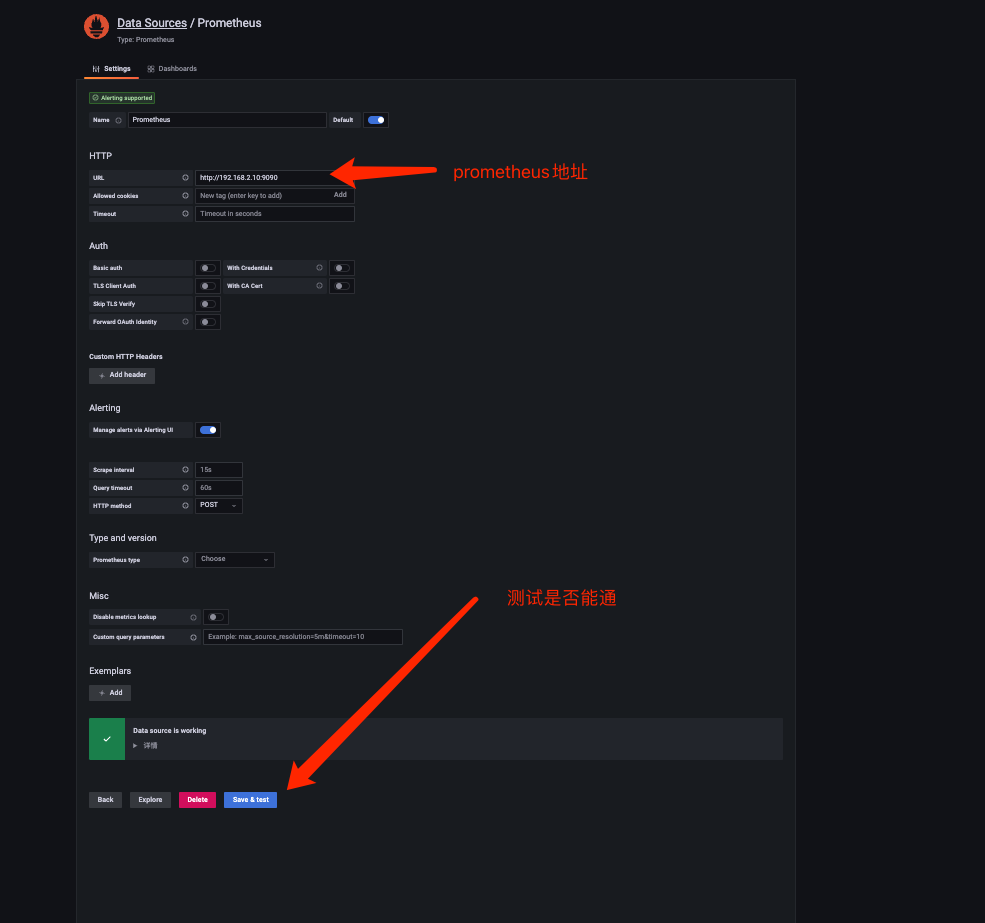 Data Sources / Prometheus
Type: Prometheus
Settings Dashboards
Alerting supported
Name Prometheus Default
HTTP
URL http://192.168.2.10:9090 prometheus地址
Allowed cookies New tag (enter key to add) Add
Timeout Timeout in seconds
Auth
Basic auth With Credentials
TLS Client Auth With CA Cert
Skip TLS Verify
Forward OAuth Identity
Custom HTTP Headers
+ Add header
Alerting
Manage alerts via Alerting UI
Scrape interval 15s
Query timeout 60s
HTTP method POST
Type and version
Prometheus type Choose
Misc
测试是否能通
Disable metrics lookup
Custom query parameters Example: max_source_resolution=5m&timeout=10
Exemplars
+ Add
Data source is working
详情
Back Explore Delete Save & test